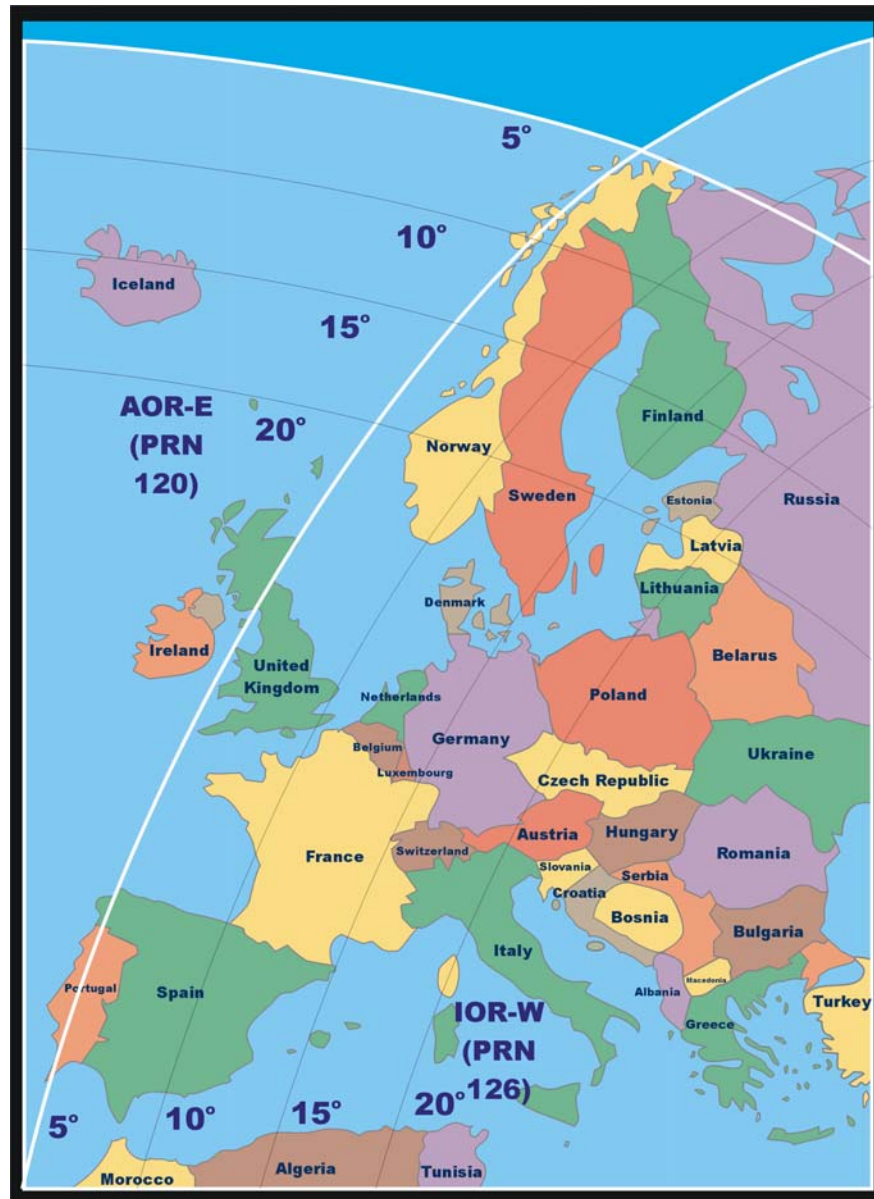 5°
10°
Iceland
15°
AOR-E
(PRN
120)
20°
Norway
Finland
Sweden
Estonia
Russia
Latvia
Lithuania
Denmark
Ireland
Belarus
United
Kingdom
Netherlands
Poland
Germany
Belgium
Ukraine
Luxembourg
Czech Republic
Austria
Hungary
France
Switzerland
Romania
Slovania
Serbia
Croatia
Bosnia
Bulgaria
Italy
Portugal
Spain
Macedonia
Albania
Turkey
IOR-W
(PRN
126)
Greece
5°
10°
15°
20°
Morocco
Algeria
Tunisia